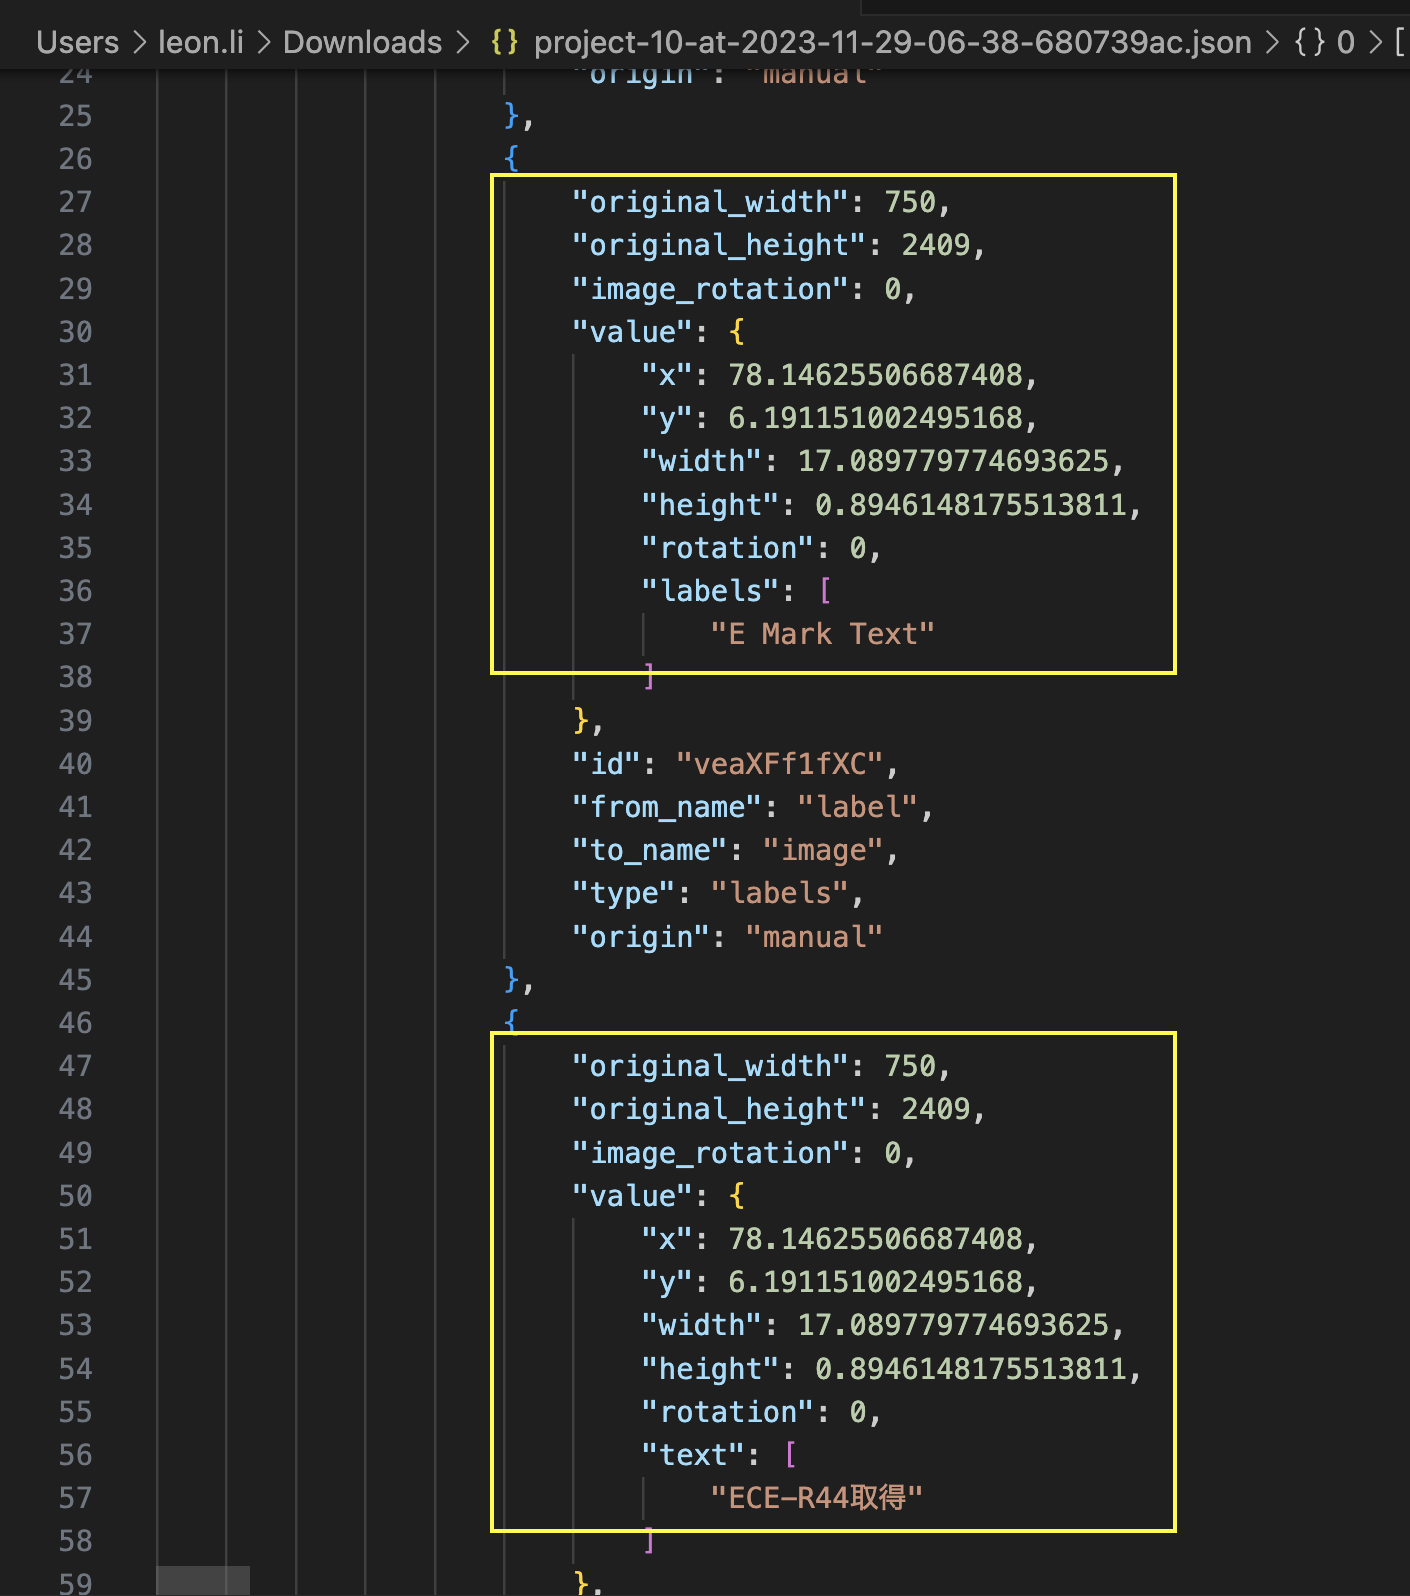 Users > leon.li > Downloads > {} project-10-at-2023-11-29-06-38-680739ac.json > {} 0 > [
24 "origin": "manual"
25 },
26 {
27 "original_width": 750,
28 "original_height": 2409,
29 "image_rotation": 0,
30 "value": {
31 "x": 78.14625506687408,
32 "y": 6.191151002495168,
33 "width": 17.089779774693625,
34 "height": 0.8946148175513811,
35 "rotation": 0,
36 "labels": [
37 "E Mark Text"
38 ]
39 },
40 "id": "veaXFf1fXC",
41 "from_name": "label",
42 "to_name": "image",
43 "type": "labels",
44 "origin": "manual"
45 },
46 {
47 "original_width": 750,
48 "original_height": 2409,
49 "image_rotation": 0,
50 "value": {
51 "x": 78.14625506687408,
52 "y": 6.191151002495168,
53 "width": 17.089779774693625,
54 "height": 0.8946148175513811,
55 "rotation": 0,
56 "text": [
57 "ECE−R44取得"
58 ]
59 },